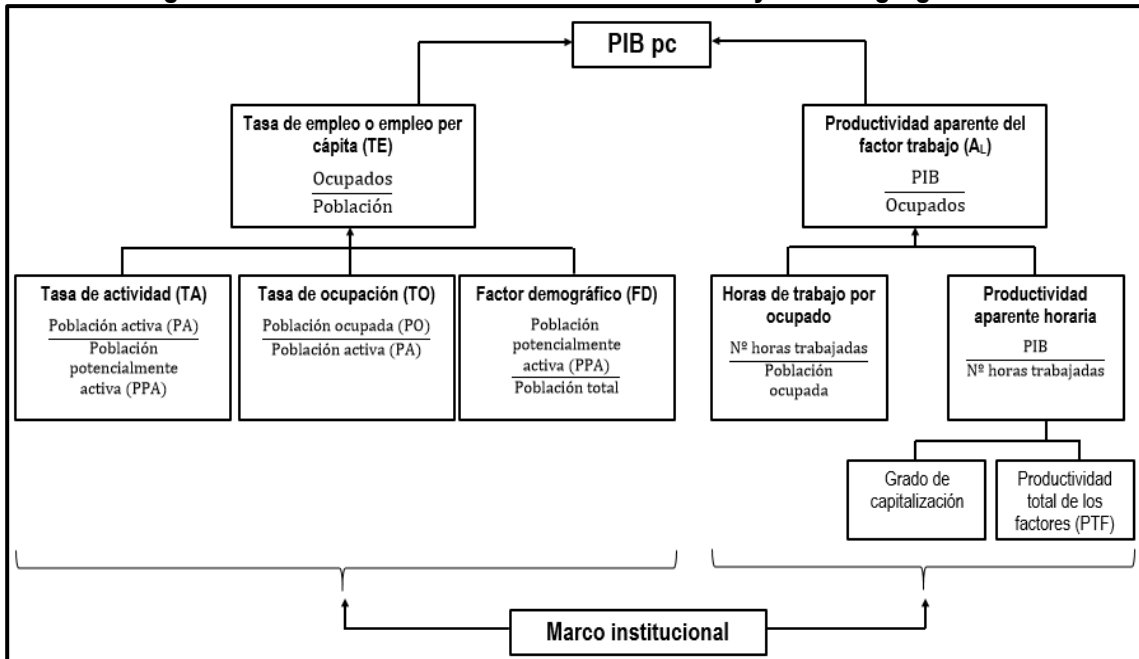 PIB pc
Tasa de empleo o empleo per
cápita (TE)
Ocupados
Población
Productividad aparente del
factor trabajo (AL)
PIB
Ocupados
Tasa de actividad (TA)
Población activa (PA)
Población
potencialmente
activa (PPA)
Tasa de ocupación (TO)
Población ocupada (PO)
Población activa (PA)
Factor demográfico (FD)
Población
potencialmente
activa (PPA)
Población total
Horas de trabajo por
ocupado
Nº horas trabajadas
Población
ocupada
Productividad
aparente horaria
PIB
Nº horas trabajadas
Grado de
capitalización
Productividad
total de los
factores (PTF)
Marco institucional